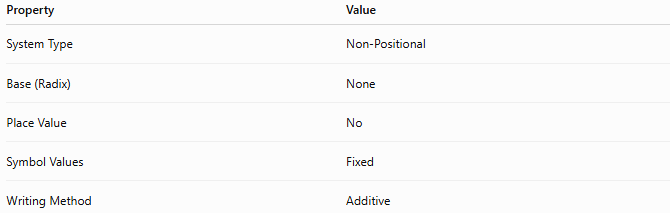 Property Value
System Type Non-Positional
Base (Radix) None
Place Value No
Symbol Values Fixed
Writing Method Additive